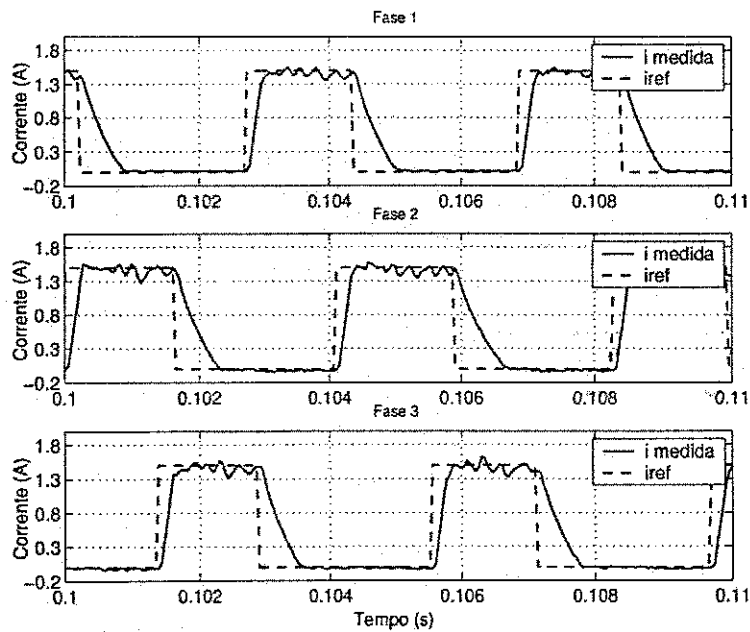 Fase 1
Corrente (A)
1.8
1.3
0.8
0.3
−0.2
i medida
iref
0.1
0.102
0.104
0.106
0.108
0.11
Fase 2
Corrente (A)
1.8
1.3
0.8
0.3
−0.2
i medida
iref
0.1
0.102
0.104
0.106
0.108
0.11
Fase 3
Corrente (A)
1.8
1.3
0.8
0.3
−0.2
i medida
iref
0.1
0.102
0.104
0.106
0.108
0.11
Tempo (s)